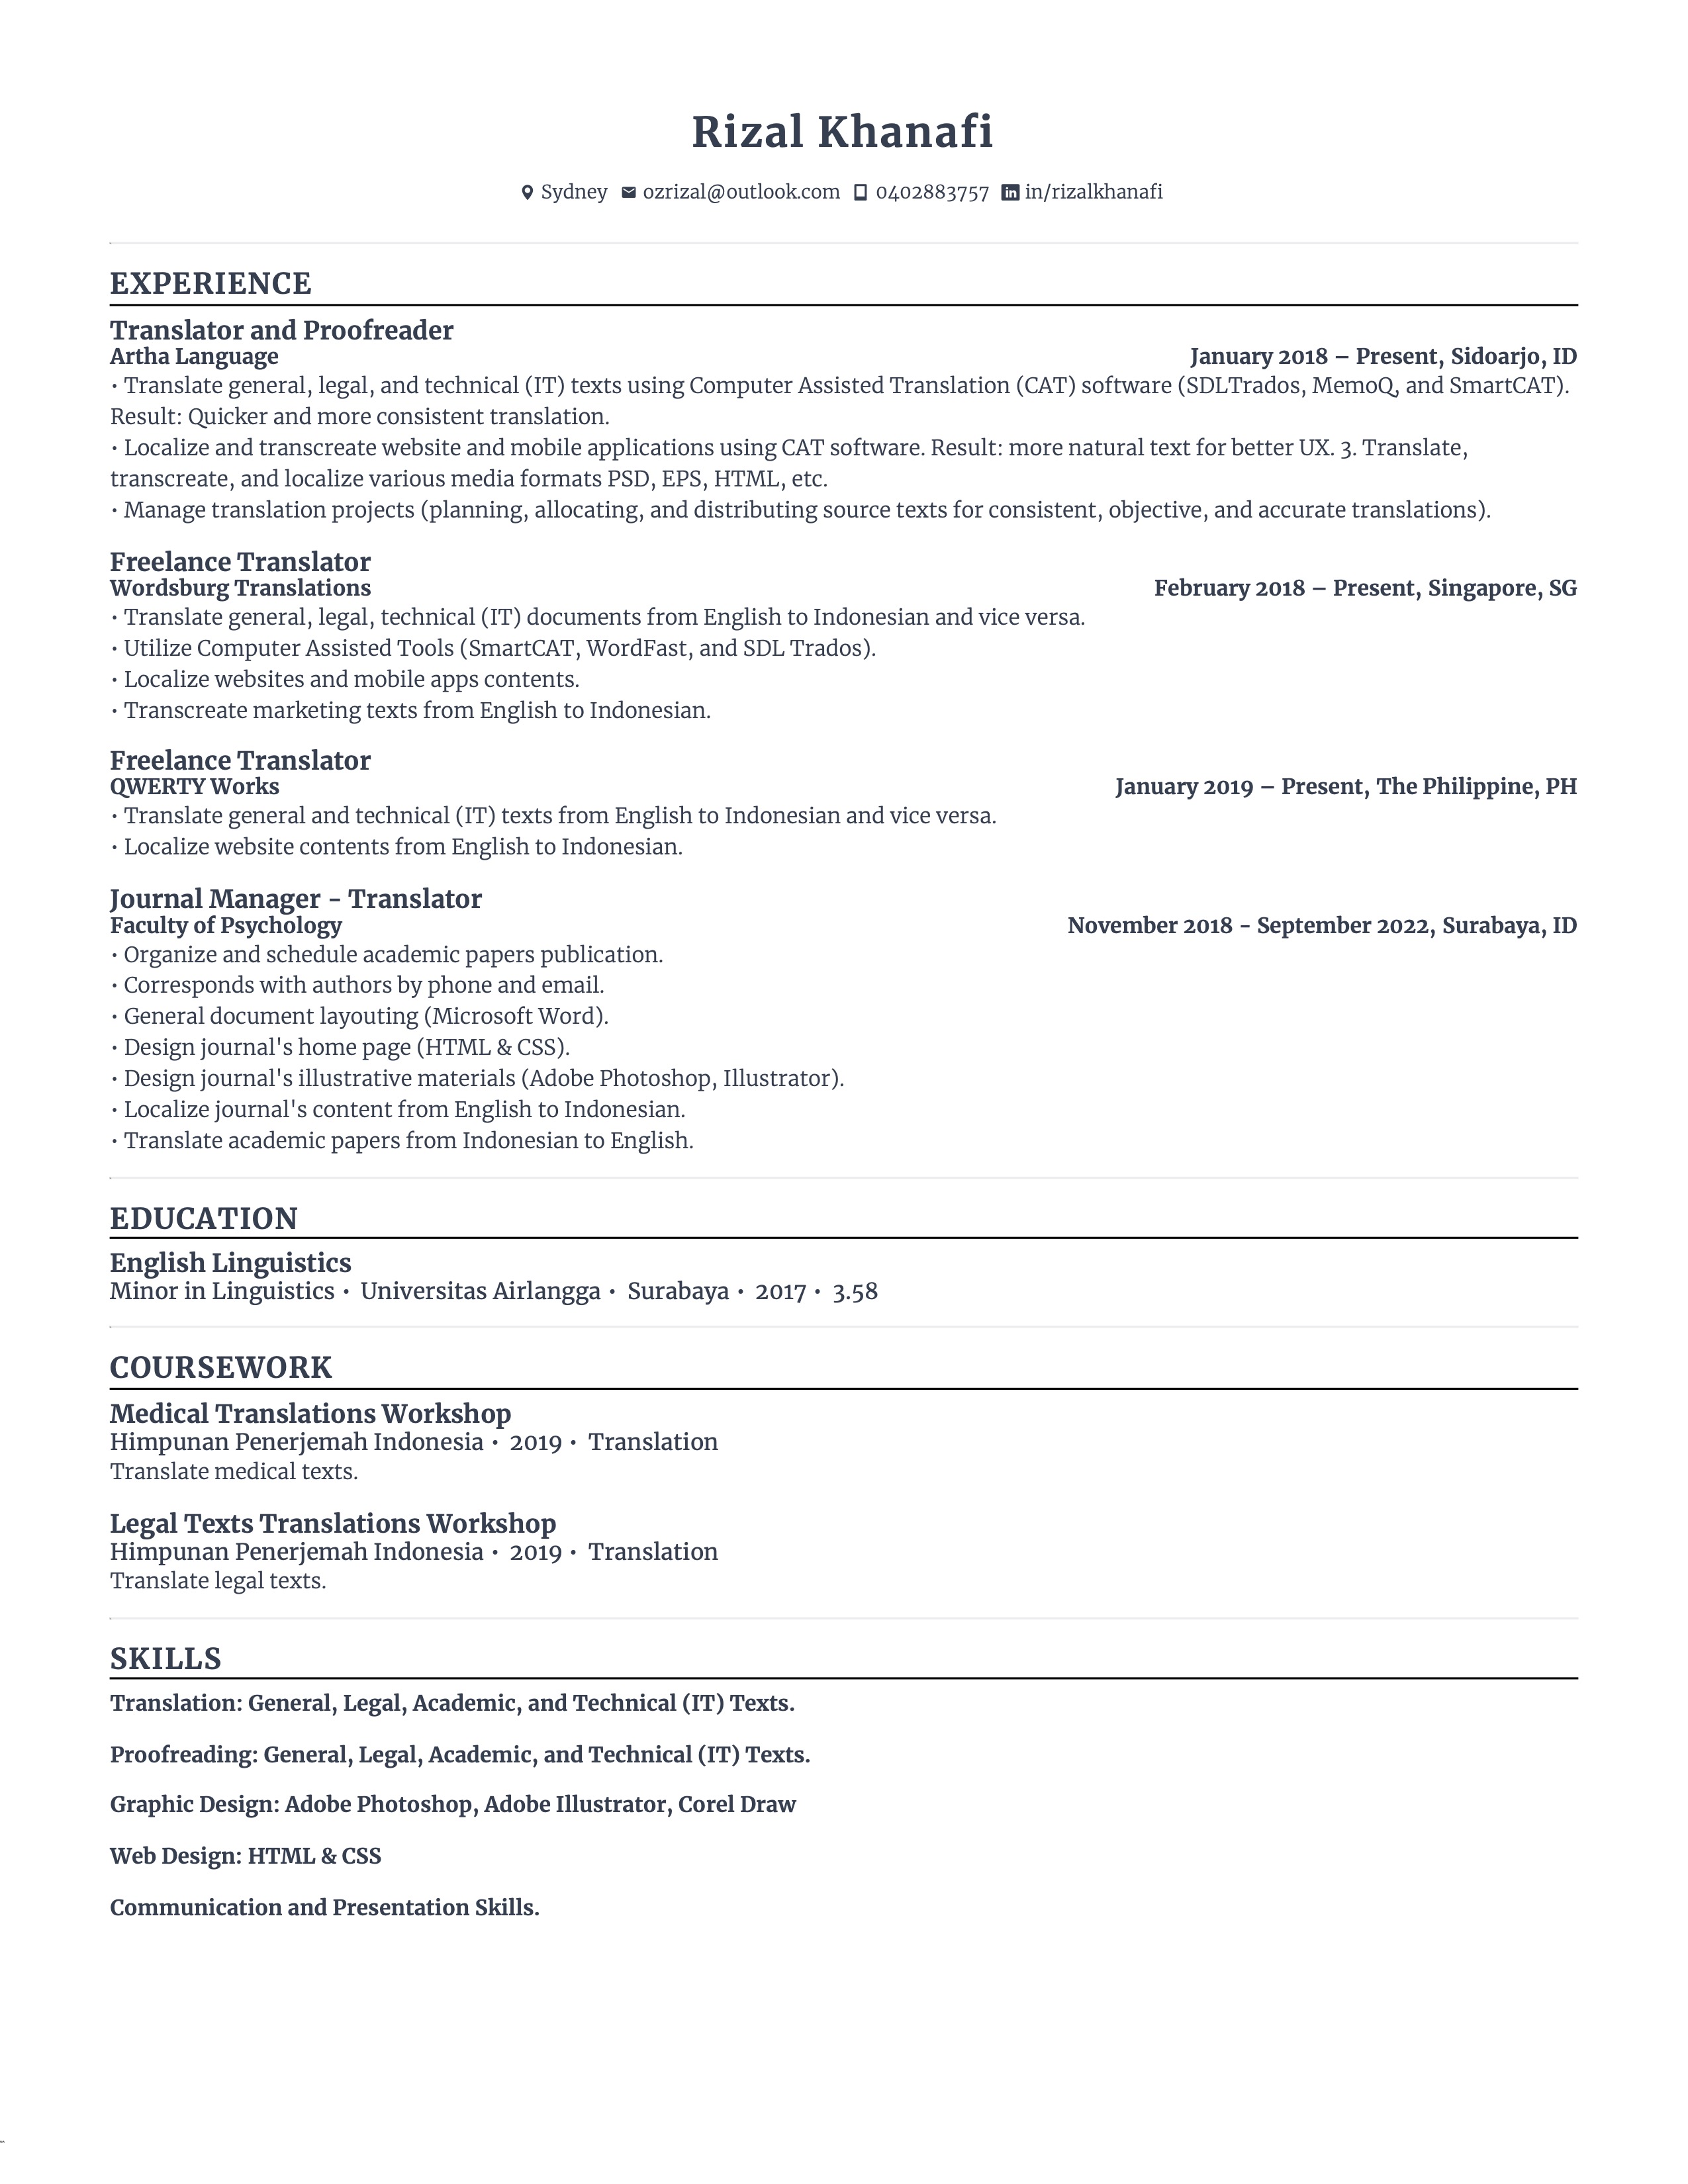 Rizal Khanafi
Sydney ozrizal@outlook.com 0402883757 in/rizalkhanafi
EXPERIENCE
Translator and Proofreader
Artha Language January 2018 – Present, Sidoarjo, ID
• Translate general, legal, and technical (IT) texts using Computer Assisted Translation (CAT) software (SDLTrados, MemoQ, and SmartCAT).
Result: Quicker and more consistent translation.
• Localize and transcreate website and mobile applications using CAT software. Result: more natural text for better UX. 3. Translate,
transcreate, and localize various media formats PSD, EPS, HTML, etc.
• Manage translation projects (planning, allocating, and distributing source texts for consistent, objective, and accurate translations).
Freelance Translator
Wordsburg Translations February 2018 – Present, Singapore, SG
• Translate general, legal, technical (IT) documents from English to Indonesian and vice versa.
• Utilize Computer Assisted Tools (SmartCAT, WordFast, and SDL Trados).
• Localize websites and mobile apps contents.
• Transcreate marketing texts from English to Indonesian.
Freelance Translator
QWERTY Works January 2019 – Present, The Philippine, PH
• Translate general and technical (IT) texts from English to Indonesian and vice versa.
• Localize website contents from English to Indonesian.
Journal Manager - Translator
Faculty of Psychology November 2018 - September 2022, Surabaya, ID
• Organize and schedule academic papers publication.
• Corresponds with authors by phone and email.
• General document layouting (Microsoft Word).
• Design journal's home page (HTML & CSS).
• Design journal's illustrative materials (Adobe Photoshop, Illustrator).
• Localize journal's content from English to Indonesian.
• Translate academic papers from Indonesian to English.
EDUCATION
English Linguistics
Minor in Linguistics • Universitas Airlangga • Surabaya • 2017 • 3.58
COURSEWORK
Medical Translations Workshop
Himpunan Penerjemah Indonesia • 2019 • Translation
Translate medical texts.
Legal Texts Translations Workshop
Himpunan Penerjemah Indonesia • 2019 • Translation
Translate legal texts.
SKILLS
Translation: General, Legal, Academic, and Technical (IT) Texts.
Proofreading: General, Legal, Academic, and Technical (IT) Texts.
Graphic Design: Adobe Photoshop, Adobe Illustrator, Corel Draw
Web Design: HTML & CSS
Communication and Presentation Skills.